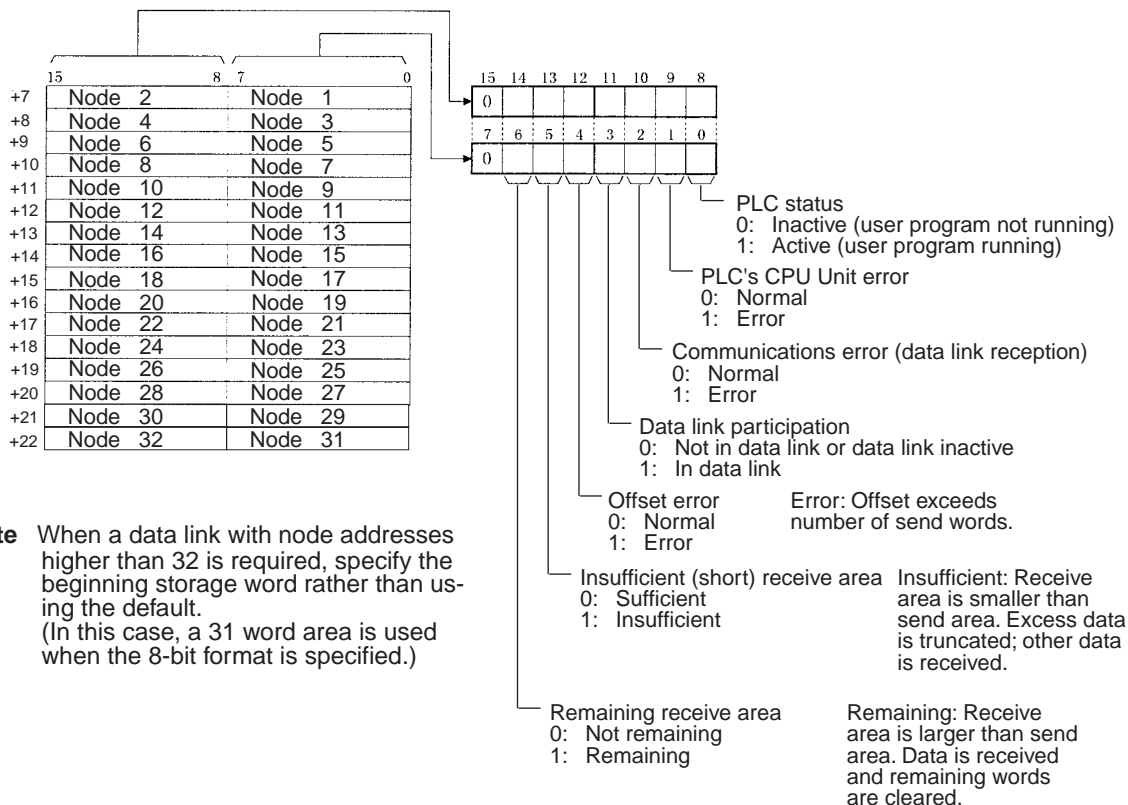 15 8 7 0
+7 Node 2 Node 1
+8 Node 4 Node 3
+9 Node 6 Node 5
+10 Node 8 Node 7
+11 Node 10 Node 9
+12 Node 12 Node 11
+13 Node 14 Node 13
+14 Node 16 Node 15
+15 Node 18 Node 17
+16 Node 20 Node 19
+17 Node 22 Node 21
+18 Node 24 Node 23
+19 Node 26 Node 25
+20 Node 28 Node 27
+21 Node 30 Node 29
+22 Node 32 Node 31
15 14 13 12 11 10 9 8
0
7 6 5 4 3 2 1 0
0
PLC status
0: Inactive (user program not running)
1: Active (user program running)
PLC's CPU Unit error
0: Normal
1: Error
Communications error (data link reception)
0: Normal
1: Error
Data link participation
0: Not in data link or data link inactive
1: In data link
Offset error
0: Normal
1: Error
Error: Offset exceeds
number of send words.
Insufficient (short) receive area
0: Sufficient
1: Insufficient
Insufficient: Receive
area is smaller than
send area. Excess data
is truncated; other data
is received.
Remaining receive area
0: Not remaining
1: Remaining
Remaining: Receive
area is larger than send
area. Data is received
and remaining words
are cleared.
te When a data link with node addresses
higher than 32 is required, specify the
beginning storage word rather than us-
ing the default.
(In this case, a 31 word area is used
when the 8-bit format is specified.)